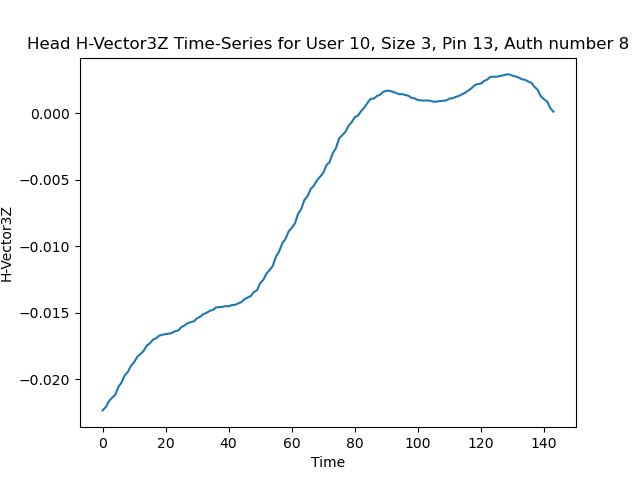 Head H-Vector3Z Time-Series for User 10, Size 3, Pin 13, Auth number 8
H-Vector3Z
0.000
−0.005
−0.010
−0.015
−0.020
0 20 40 60 80 100 120 140
Time